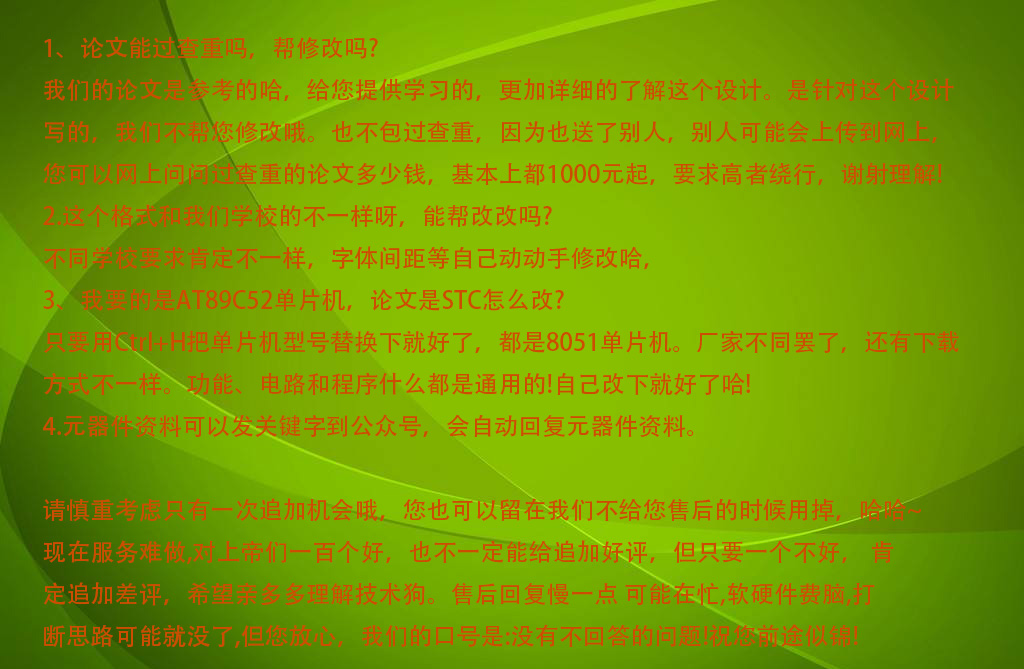 1、论文能过查重吗，帮修改吗?
我们的论文是参考的哈，给您提供学习的，更加详细的了解这个设计。是针对这个设计
写的，我们不帮您修改哦。也不包过查重，因为也送了别人，别人可能会上传到网上，
您可以网上问问过查重的论文多少钱，基本上都1000元起，要求高者绕行，谢射理解!
2.这个格式和我们学校的不一样呀，能帮改改吗?
不同学校要求肯定不一样，字体间距等自己动动手修改哈,
3、我要的是AT89C52单片机，论文是STC怎么改?
只要用Ctrl+H把单片机型号替换下就好了，都是8051单片机。厂家不同罢了，还有下载
方式不一样。功能、电路和程序什么都是通用的!自己改下就好了哈!
4.元器件资料可以发关键字到公众号，会自动回复元器件资料。
请慎重考虑只有一次追加机会哦，您也可以留在我们不给您售后的时候用掉，哈哈~
现在服务难做,对上帝们一百个好，也不一定能给追加好评，但只要一个不好，肯
定追加差评，希望亲多多理解技术狗。售后回复慢一点 可能在忙,软硬件费脑,打
断思路可能就没了,但您放心，我们的口号是:没有不回答的问题!祝您前途似锦!